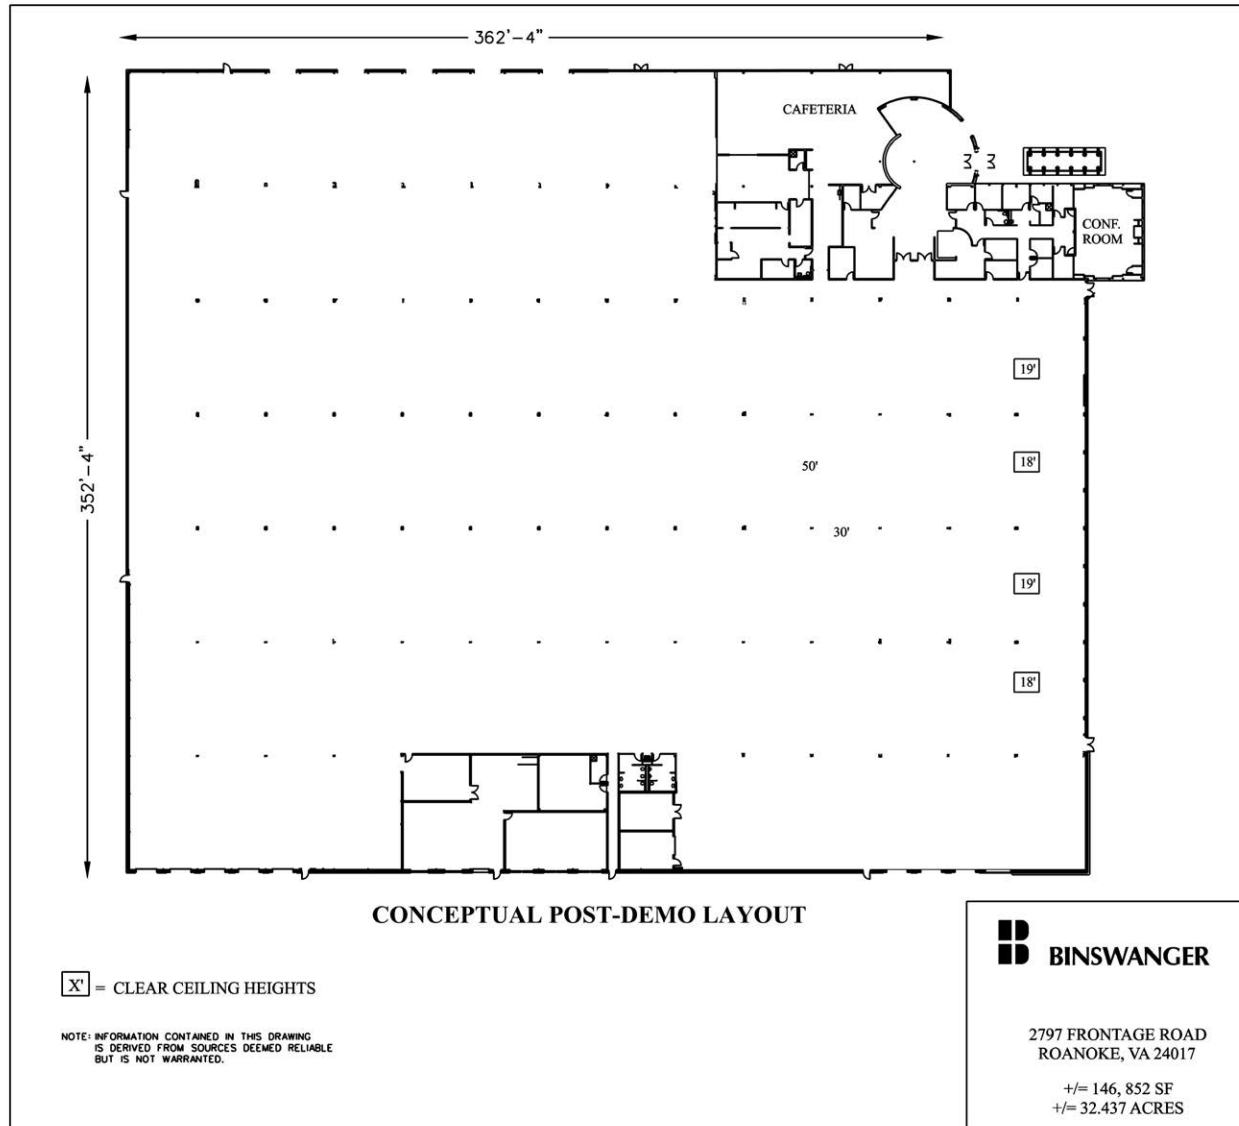 362'-4"
CAFETERIA
CONF.
ROOM
19'
352'-4"
50'
18'
30'
19'
18'
CONCEPTUAL POST-DEMO LAYOUT
X' = CLEAR CEILING HEIGHTS
NOTE: INFORMATION CONTAINED IN THIS DRAWING
IS DERIVED FROM SOURCES DEEMED RELIABLE
BUT IS NOT WARRANTED.
BINSWANGER
2797 FRONTAGE ROAD
ROANOKE, VA 24017
+/= 146, 852 SF
+/= 32.437 ACRES